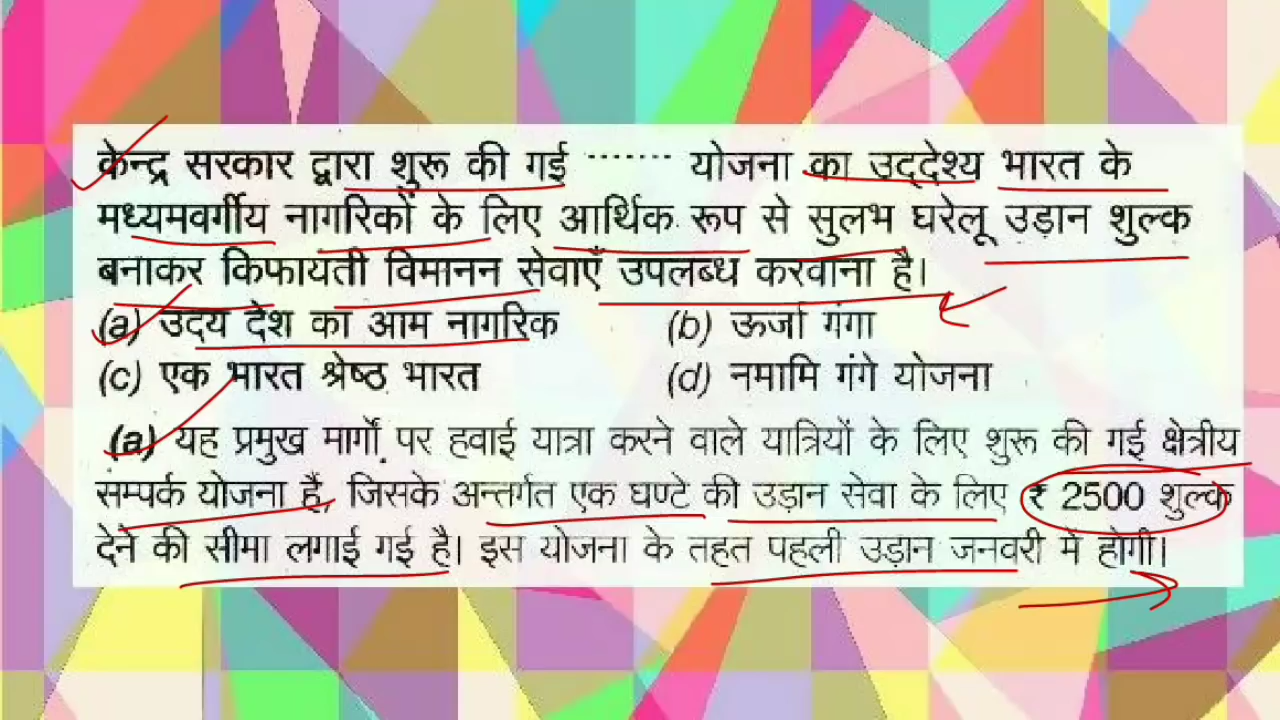 केन्द्र सरकार द्वारा शुरू की गई ······· योजना का उद्देश्य भारत के
मध्यमवर्गीय नागरिकों के लिए आर्थिक रूप से सुलभ घरेलू उड़ान शुल्क
बनाकर किफायती विमानन सेवाएँ उपलब्ध करवाना है।
(a) उदय देश का आम नागरिक (b) ऊर्जा गंगा
(c) एक भारत श्रेष्ठ भारत (d) नमामि गंगे योजना
(a) यह प्रमुख मार्गों पर हवाई यात्रा करने वाले यात्रियों के लिए शुरू की गई क्षेत्रीय
सम्पर्क योजना है, जिसके अन्तर्गत एक घण्टे की उड़ान सेवा के लिए ₹ 2500 शुल्क
देने की सीमा लगाई गई है। इस योजना के तहत पहली उड़ान जनवरी में होगी।